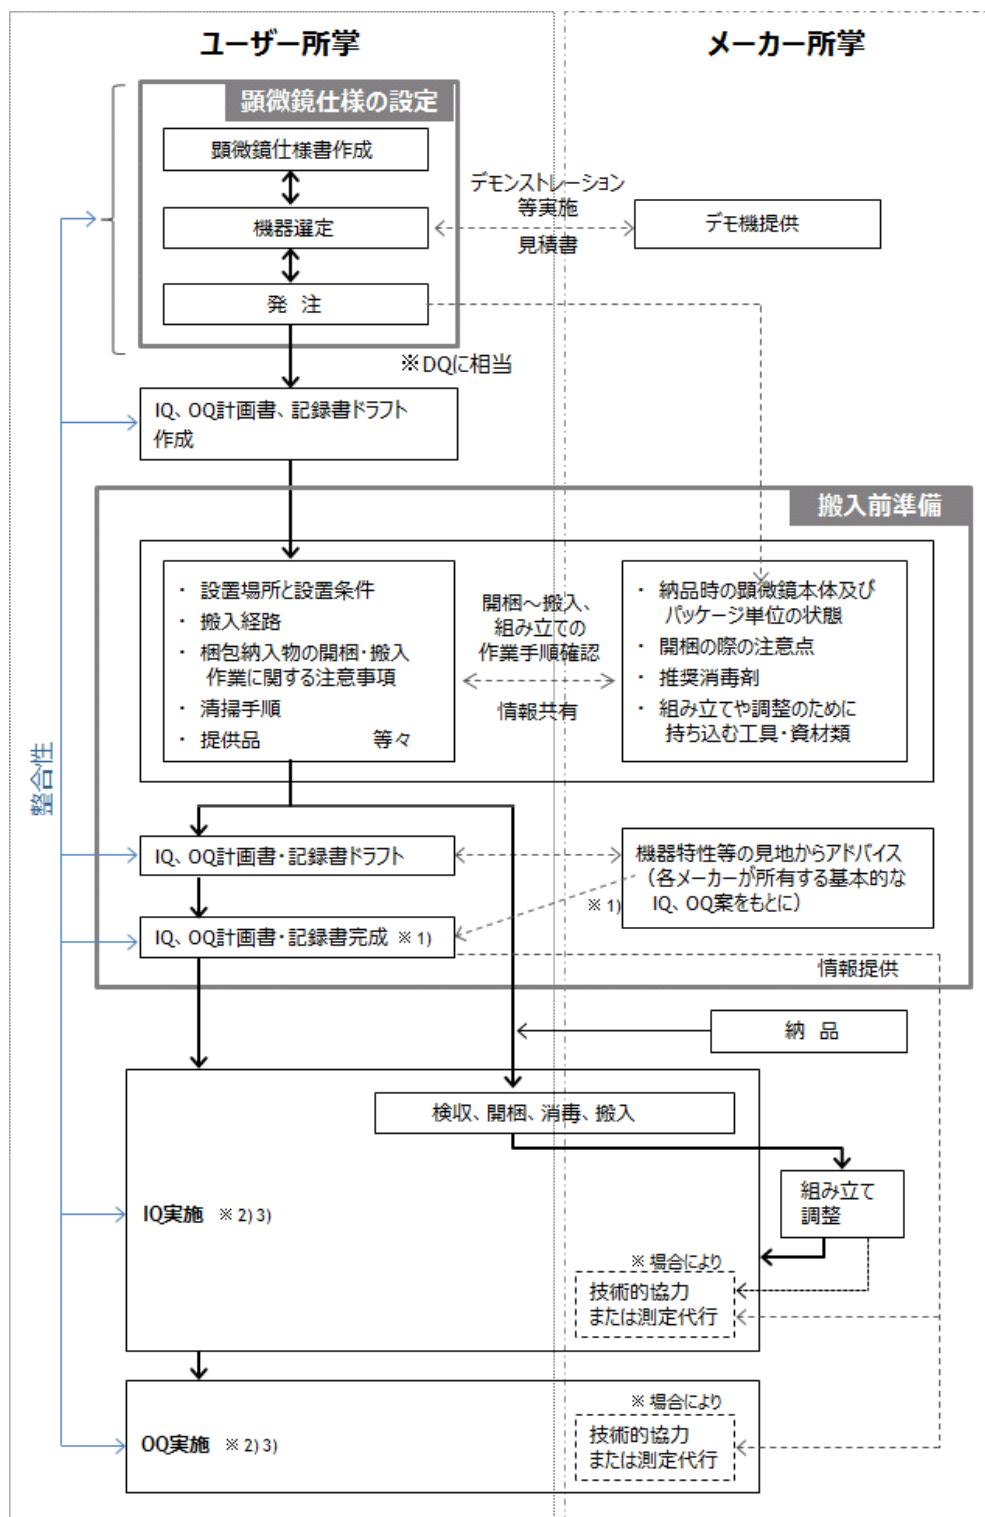 ユーザー所掌
メーカー所掌
顕微鏡仕様の設定
顕微鏡仕様書作成
機器選定
発 注
デモンストレーション
等実施
見積書
デモ機提供
※DQに相当
IQ、OQ計画書、記録書ドラフト
作成
搬入前準備
・ 設置場所と設置条件
・ 搬入経路
・ 梱包納入物の開梱・搬入
作業に関する注意事項
・ 清掃手順
・ 提供品 等々
開梱～搬入、
組み立ての
作業手順確認
情報共有
・ 納品時の顕微鏡本体及び
パッケージ単位の状態
・ 開梱の際の注意点
・ 推奨消毒剤
・ 組み立てや調整のために
持ち込む工具・資材類
整合性
IQ、OQ計画書・記録書ドラフト
機器特性等の見地からアドバイス
（各メーカーが所有する基本的な
IQ、OQ案をもとに）
※ 1)
IQ、OQ計画書・記録書完成 ※ 1)
情報提供
納 品
検収、開梱、消毒、搬入
組み立て
調整
IQ実施 ※ 2) 3)
※ 場合により
技術的協力
または測定代行
OQ実施 ※ 2) 3)
※ 場合により
技術的協力
または測定代行